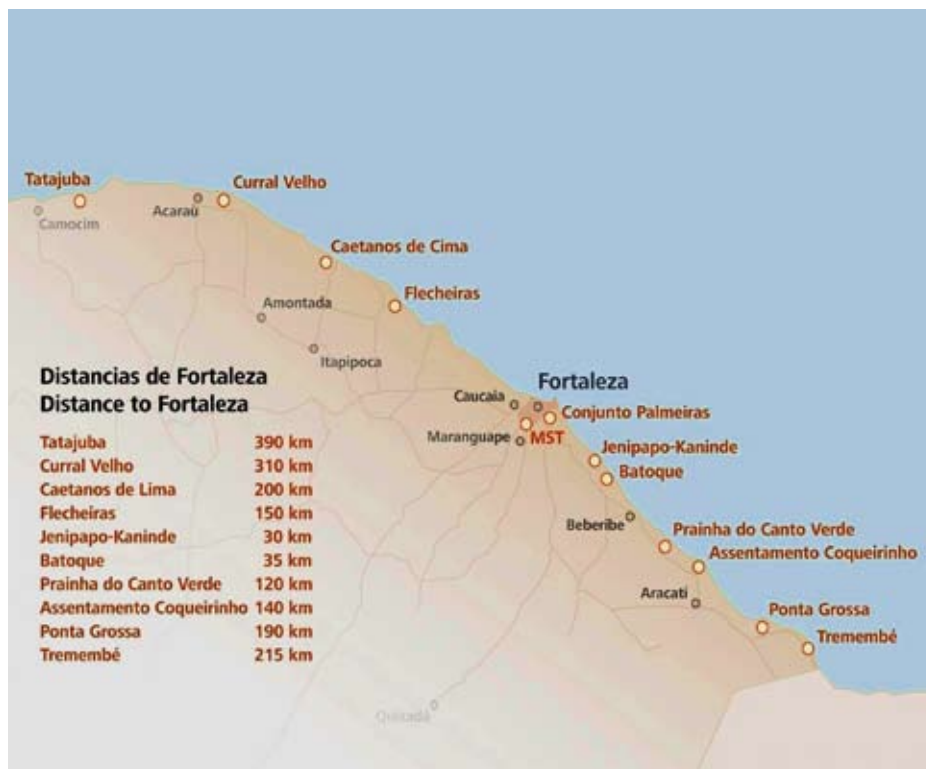 Tatajuba
Curral Velho
Camocim
Acaraú
Caetanos de Cima
Flecheiras
Amontada
Itapipoca
Distancias de Fortaleza
Distance to Fortaleza
Tatajuba 390 km
Curral Velho 310 km
Caetanos de Lima 200 km
Flecheiras 150 km
Jenipapo-Kaninde 30 km
Batoque 35 km
Prainha do Canto Verde 120 km
Assentamento Coqueirinho 140 km
Ponta Grossa 190 km
Tremembé 215 km
Fortaleza
Caucaia
Conjunto Palmeiras
Maranguape
MST
Jenipapo-Kaninde
Batoque
Beberibe
Prainha do Canto Verde
Assentamento Coqueirinho
Aracati
Ponta Grossa
Tremembé
Quixadá